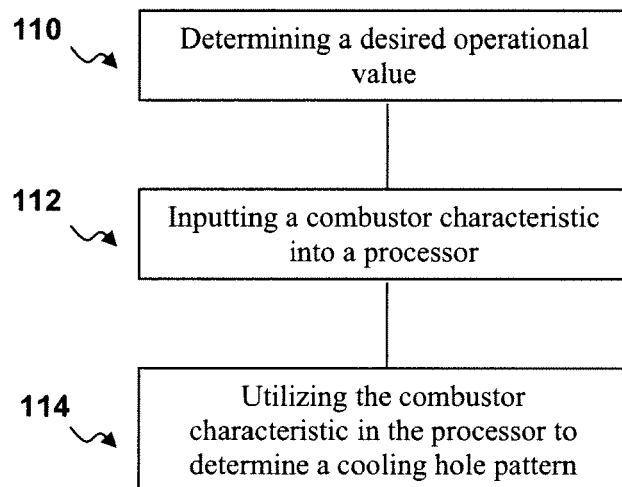 110
Determining a desired operational
value
112
Inputting a combustor characteristic
into a processor
114
Utilizing the combustor
characteristic in the processor to
determine a cooling hole pattern